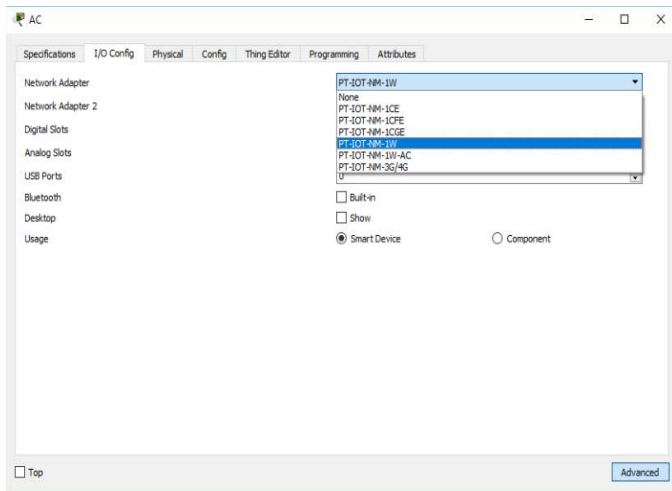 AC
Specifications I/O Config Physical Config Thing Editor Programming Attributes
Network Adapter PT-IOT-NM-1W
None
Network Adapter 2 PT-IOT-NM-1CE
PT-IOT-NM-1CFE
Digital Slots PT-IOT-NM-1CGE
PT-IOT-NM-1W
Analog Slots PT-IOT-NM-1W-AC
PT-IOT-NM-3G/4G
USB Ports 0
Bluetooth Built-in
Desktop Show
Usage Smart Device Component
Top Advanced